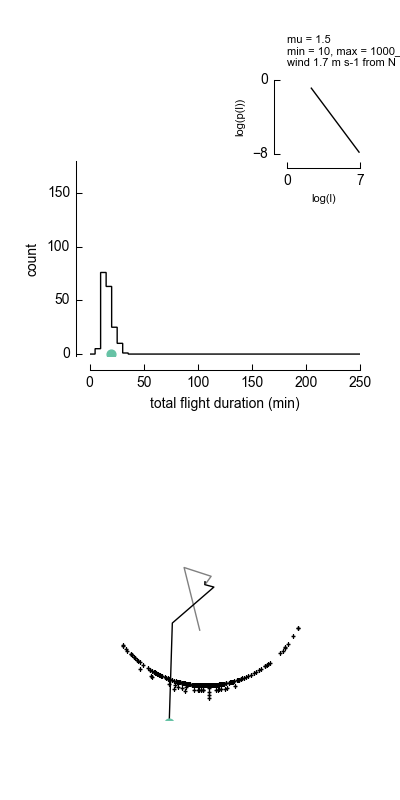 mu = 1.5
min = 10, max = 1000_
wind 1.7 m s-1 from N
0
log(p(l))
−8
0
7
log(l)
150
100
50
0
count
0
50
100
150
200
250
total flight duration (min)